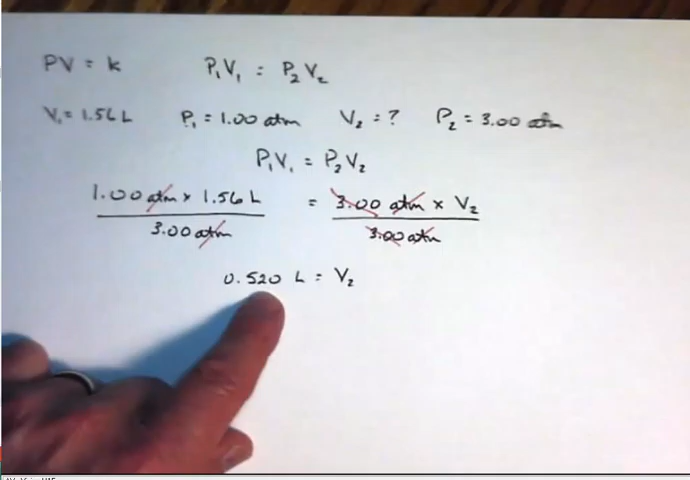 PV = k P₁V₁ = P₂V₂
V₁ = 1.56 L P₁ = 1.00 atm V₂ = ? P₂ = 3.00 atm
P₁V₁ = P₂V₂
1.00 atm x 1.56 L = 3.00 atm x V₂
3.00 atm 3.00 atm
0.520 L = V₂